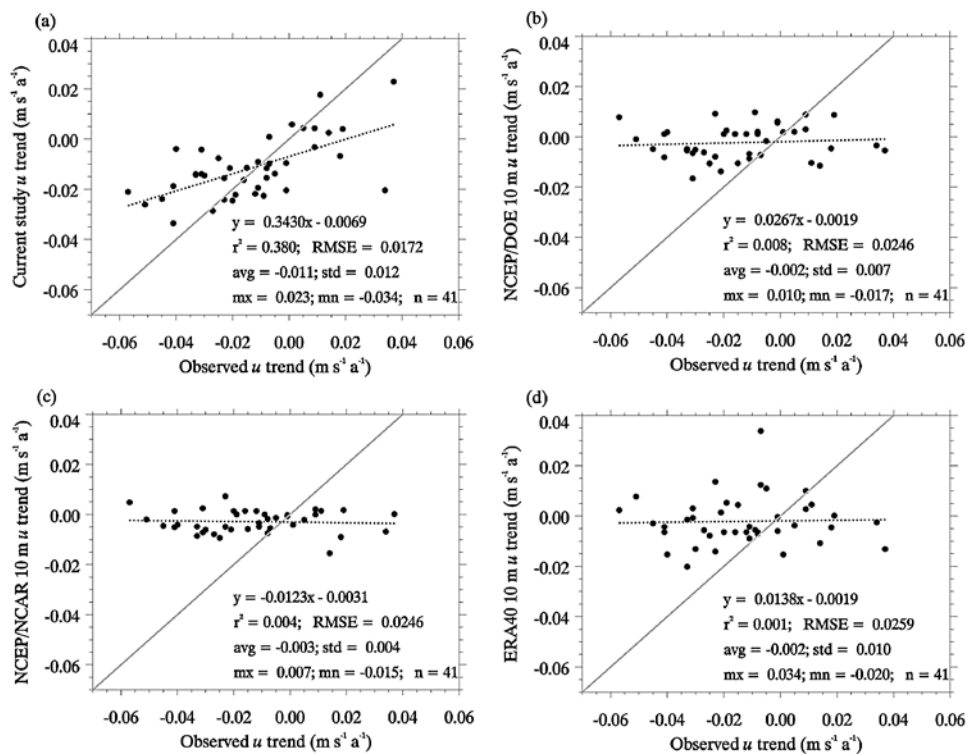 (a)
0.04
0.02
0.00
-0.02
-0.04
-0.06
Current study u trend (m s⁻¹ a⁻¹)
y = 0.3430x - 0.0069
r² = 0.380; RMSE = 0.0172
avg = -0.011; std = 0.012
mx = 0.023; mn = -0.034; n = 41
-0.06 -0.04 -0.02 0.00 0.02 0.04 0.06
Observed u trend (m s⁻¹ a⁻¹)
(b)
0.04
0.02
0.00
-0.02
-0.04
-0.06
NCEP/DOE 10 m u trend (m s⁻¹ a⁻¹)
y = 0.0267x - 0.0019
r² = 0.008; RMSE = 0.0246
avg = -0.002; std = 0.007
mx = 0.010; mn = -0.017; n = 41
-0.06 -0.04 -0.02 0.00 0.02 0.04 0.06
Observed u trend (m s⁻¹ a⁻¹)
(c)
0.04
0.02
0.00
-0.02
-0.04
-0.06
NCEP/NCAR 10 m u trend (m s⁻¹ a⁻¹)
y = -0.0123x - 0.0031
r² = 0.004; RMSE = 0.0246
avg = -0.003; std = 0.004
mx = 0.007; mn = -0.015; n = 41
-0.06 -0.04 -0.02 0.00 0.02 0.04 0.06
Observed u trend (m s⁻¹ a⁻¹)
(d)
0.04
0.02
0.00
-0.02
-0.04
-0.06
ERA40 10 m u trend (m s⁻¹ a⁻¹)
y = 0.0138x - 0.0019
r² = 0.001; RMSE = 0.0259
avg = -0.002; std = 0.010
mx = 0.034; mn = -0.020; n = 41
-0.06 -0.04 -0.02 0.00 0.02 0.04 0.06
Observed u trend (m s⁻¹ a⁻¹)